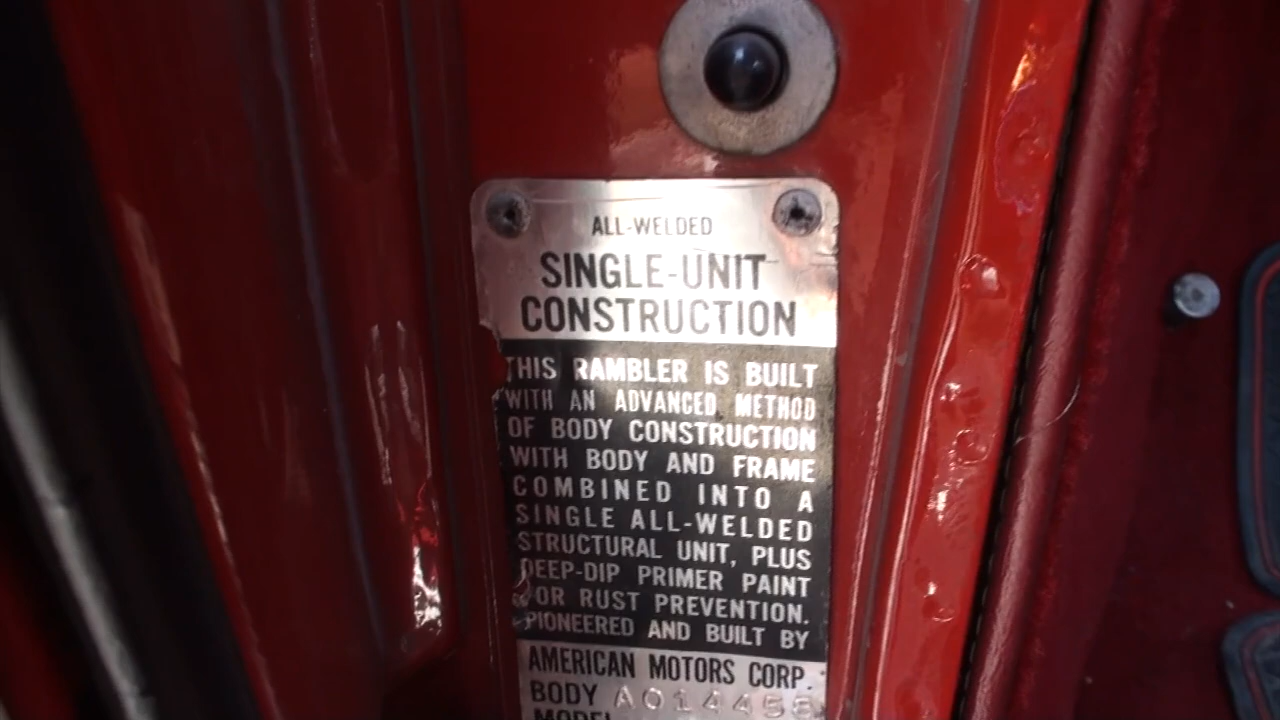 ALL-WELDED
SINGLE-UNIT
CONSTRUCTION
THIS RAMBLER IS BUILT
WITH AN ADVANCED METHOD
OF BODY CONSTRUCTION
WITH BODY AND FRAME
COMBINED INTO A
SINGLE ALL-WELDED
STRUCTURAL UNIT, PLUS
DEEP-DIP PRIMER PAINT
FOR RUST PREVENTION.
PIONEERED AND BUILT BY
AMERICAN MOTORS CORP.
BODY
MODEL